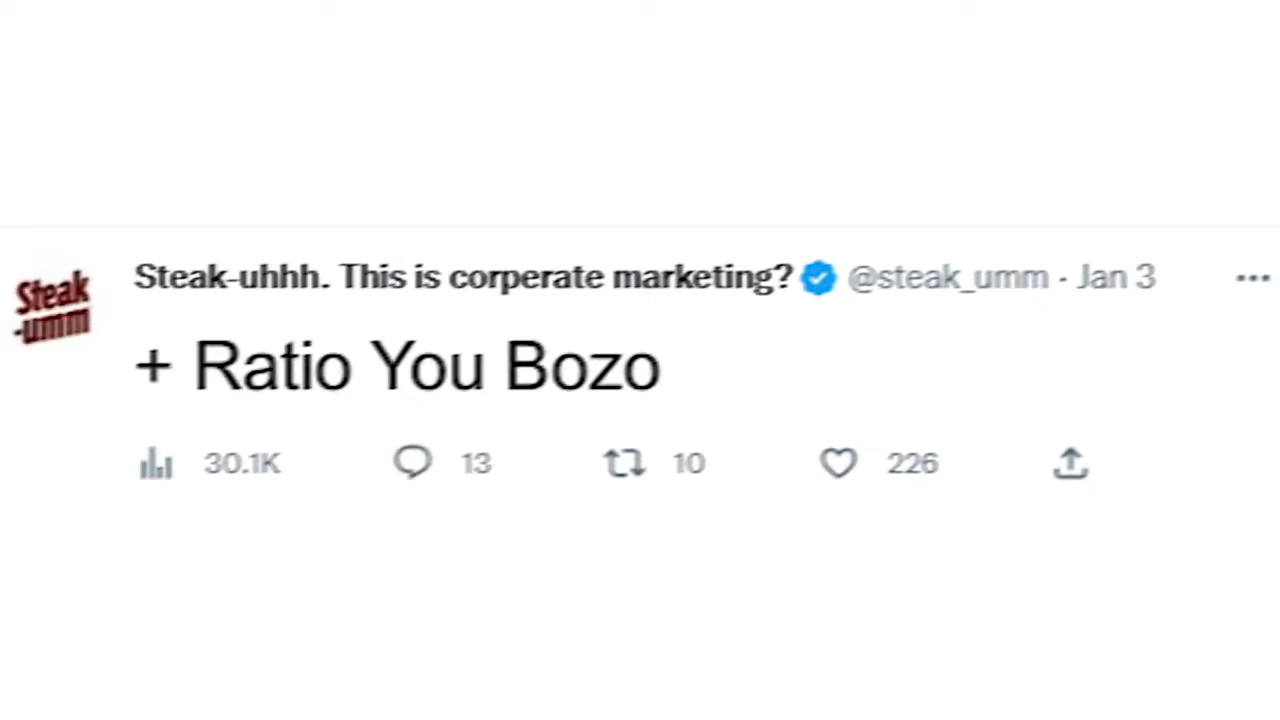 Steak
-umm
Steak-uhhh. This is corperate marketing? @steak_umm · Jan 3
+ Ratio You Bozo
30.1K 13 10 226